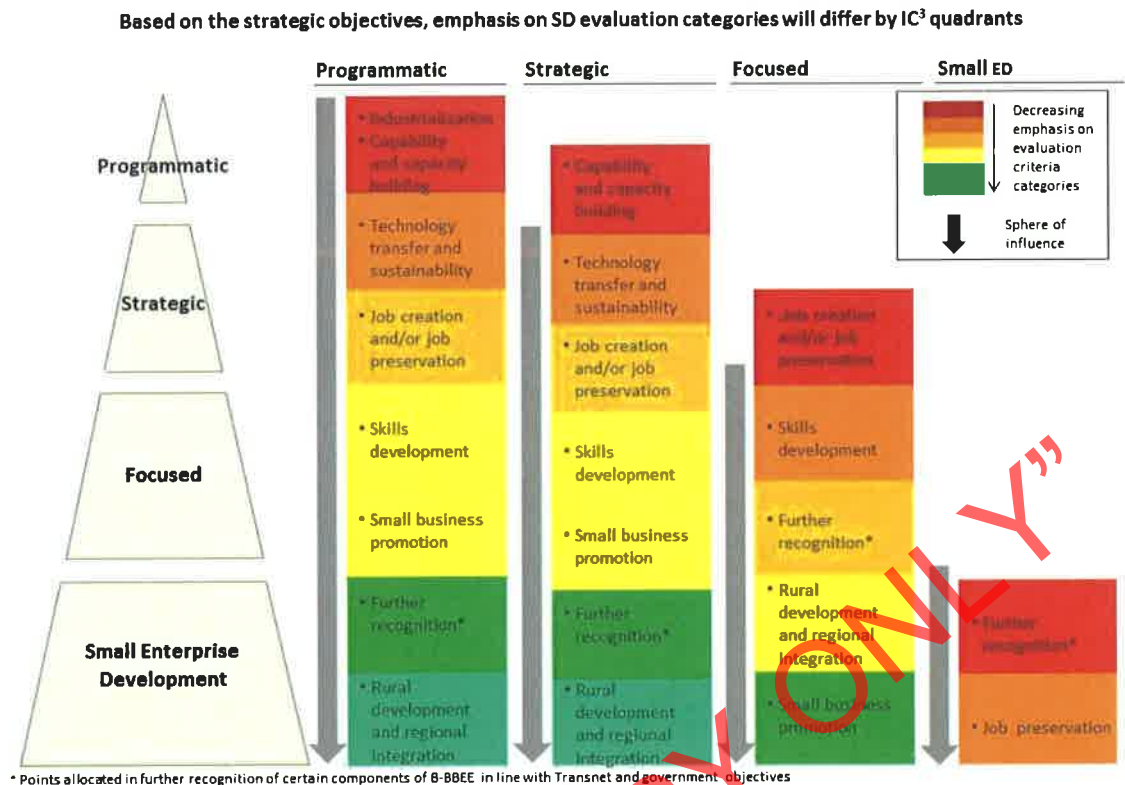 Based on the strategic objectives, emphasis on SD evaluation categories will differ by IC³ quadrants
Programmatic
Strategic
Focused
Small Enterprise
Development
Programmatic
• Industrialization
• Capability
and capacity
building
• Technology
transfer and
sustainability
• Job creation
and/or job
preservation
• Skills
development
• Small business
promotion
• Further
recognition*
• Rural
development
and regional
Integration
Strategic
• Capability
and capacity
building
• Technology
transfer and
sustainability
• Job creation
and/or job
preservation
• Skills
development
• Small business
promotion
• Further
recognition*
• Rural
development
and regional
Integration
Focused
• Job creation
and/or job
preservation
• Skills
development
• Further
recognition*
• Rural
development
and regional
Integration
• Small business
promotion
Small ED
• Further
recognition*
• Job preservation
Decreasing
emphasis on
evaluation
criteria
categories
Sphere of
influence
* Points allocated in further recognition of certain components of B-BBEE in line with Transnet and government objectives
Y ONLY”